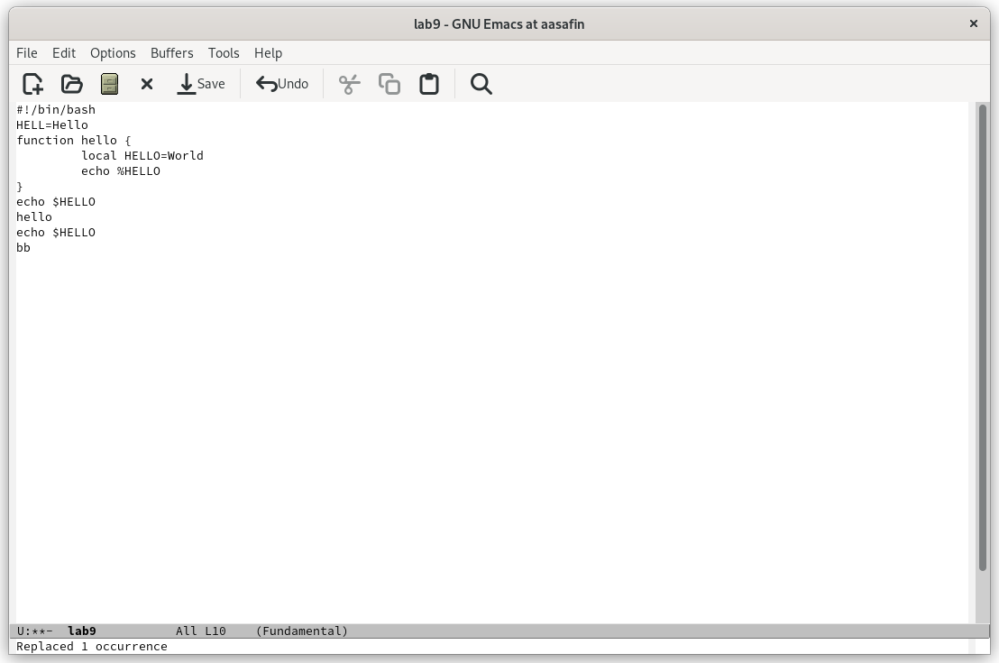 lab9 - GNU Emacs at aasafin
File Edit Options Buffers Tools Help
Save Undo
#!/bin/bash
HELL=Hello
function hello {
        local HELLO=World
        echo %HELLO
}
echo $HELLO
hello
echo $HELLO
bb
U:**-  lab9           All L10    (Fundamental)
Replaced 1 occurrence